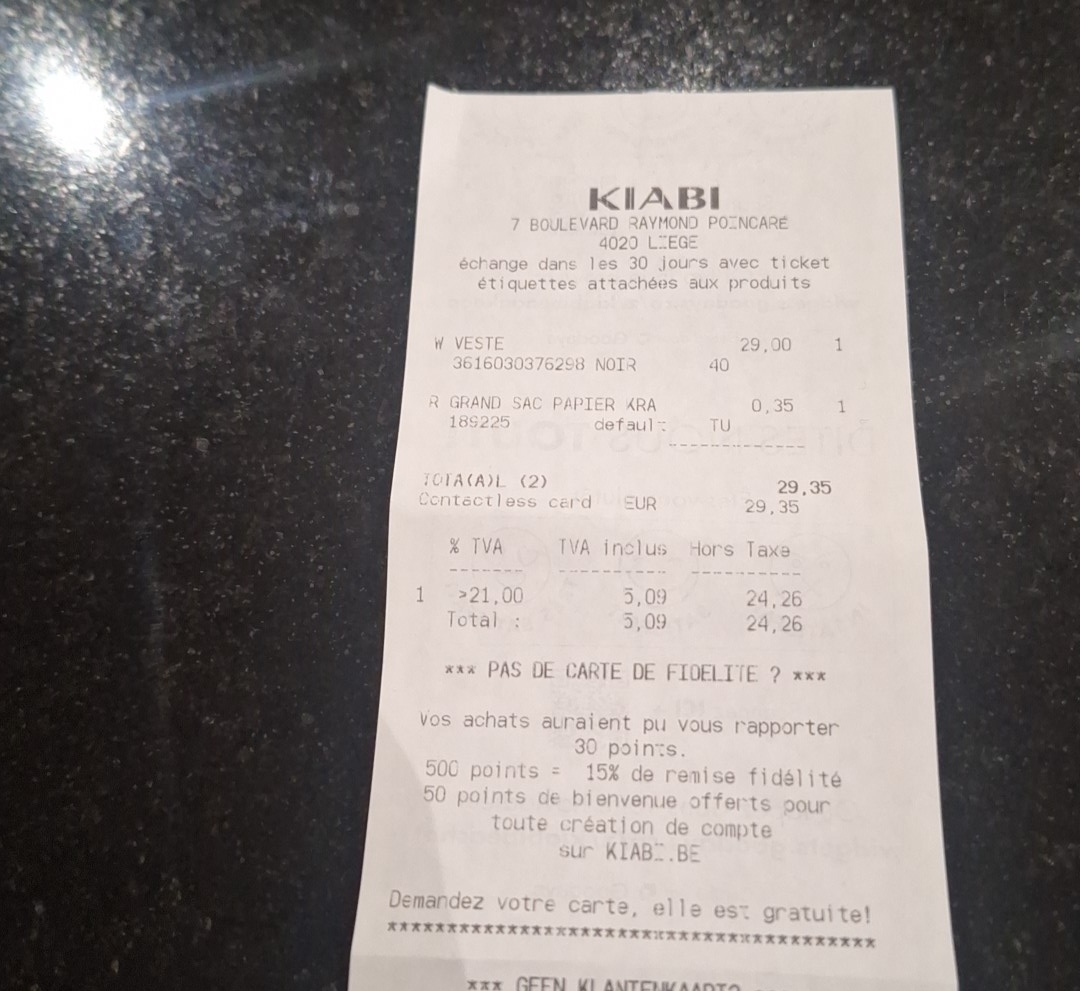 KIABI
7 BOULEVARD RAYMOND POINCARE
4020 LIEGE
échange dans les 30 jours avec ticket
étiquettes attachées aux produits
W VESTE 29,00 1
3616030376298 NOIR 40
R GRAND SAC PAPIER KRA 0,35 1
189225 default TU
------------
TOTA(A)L (2) 29,35
Contactless card EUR 29,35
% TVA TVA inclus Hors Taxe
------- ---------- ----------
1 >21,00 5,09 24,26
Total : 5,09 24,26
*** PAS DE CARTE DE FIDELITE ? ***
Vos achats auraient pu vous rapporter
30 points.
500 points = 15% de remise fidélité
50 points de bienvenue offerts pour
toute création de compte
sur KIABI.BE
Demandez votre carte, elle est gratuite!
****************************************
*** GEEN KLANTENKAART?